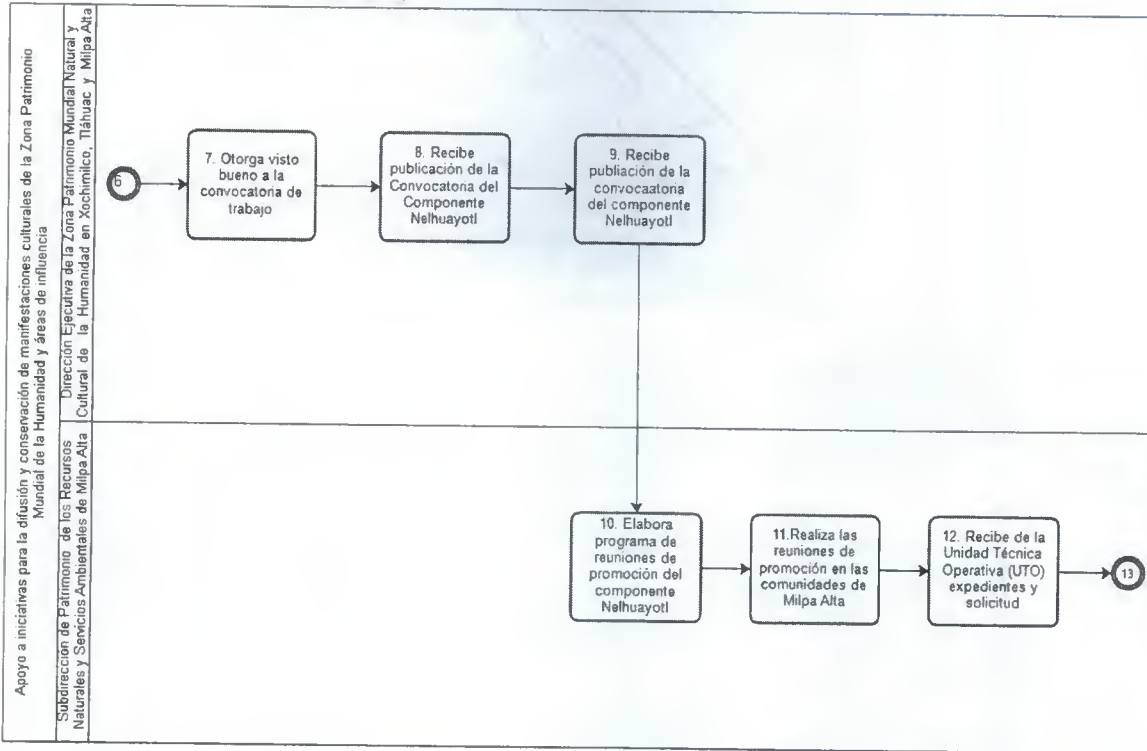 Apoyo a iniciativas para la difusión y conservación de manifestaciones culturales de la Zona Patrimonio
Mundial de la Humanidad y áreas de influencia
Dirección Ejecutiva de la Zona Patrimonio Mundial Natural y
Cultural de la Humanidad en Xochimilco, Tláhuac y Milpa Alta
6
7. Otorga visto
bueno a la
convocatoria de
trabajo
8. Recibe
publicación de la
Convocatoria del
Componente
Nelhuayotl
9. Recibe
publiación de la
convocaatoria
del componente
Nelhuayotl
Subdirección de Patrimonio de los Recursos
Naturales y Servicios Ambientales de Milpa Alta
10. Elabora
programa de
reuniones de
promoción del
componente
Nelhuayotl
11.Realiza las
reuniones de
promoción en las
comunidades de
Milpa Alta
12. Recibe de la
Unidad Técnica
Operativa (UTO)
expedientes y
solicitud
13